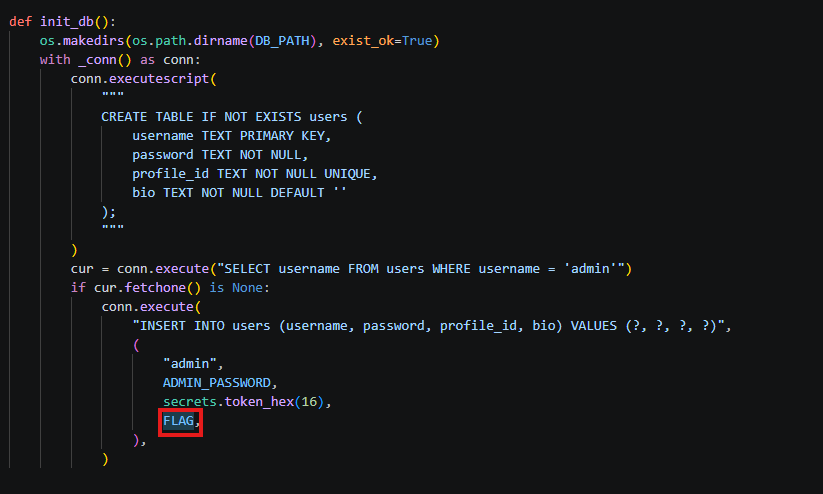 def init_db():
    os.makedirs(os.path.dirname(DB_PATH), exist_ok=True)
    with _conn() as conn:
        conn.executescript(
            """
            CREATE TABLE IF NOT EXISTS users (
                username TEXT PRIMARY KEY,
                password TEXT NOT NULL,
                profile_id TEXT NOT NULL UNIQUE,
                bio TEXT NOT NULL DEFAULT ''
            );
            """
        )
        cur = conn.execute("SELECT username FROM users WHERE username = 'admin'")
        if cur.fetchone() is None:
            conn.execute(
                "INSERT INTO users (username, password, profile_id, bio) VALUES (?, ?, ?, ?)",
                (
                    "admin",
                    ADMIN_PASSWORD,
                    secrets.token_hex(16),
                    FLAG,
                ),
            )